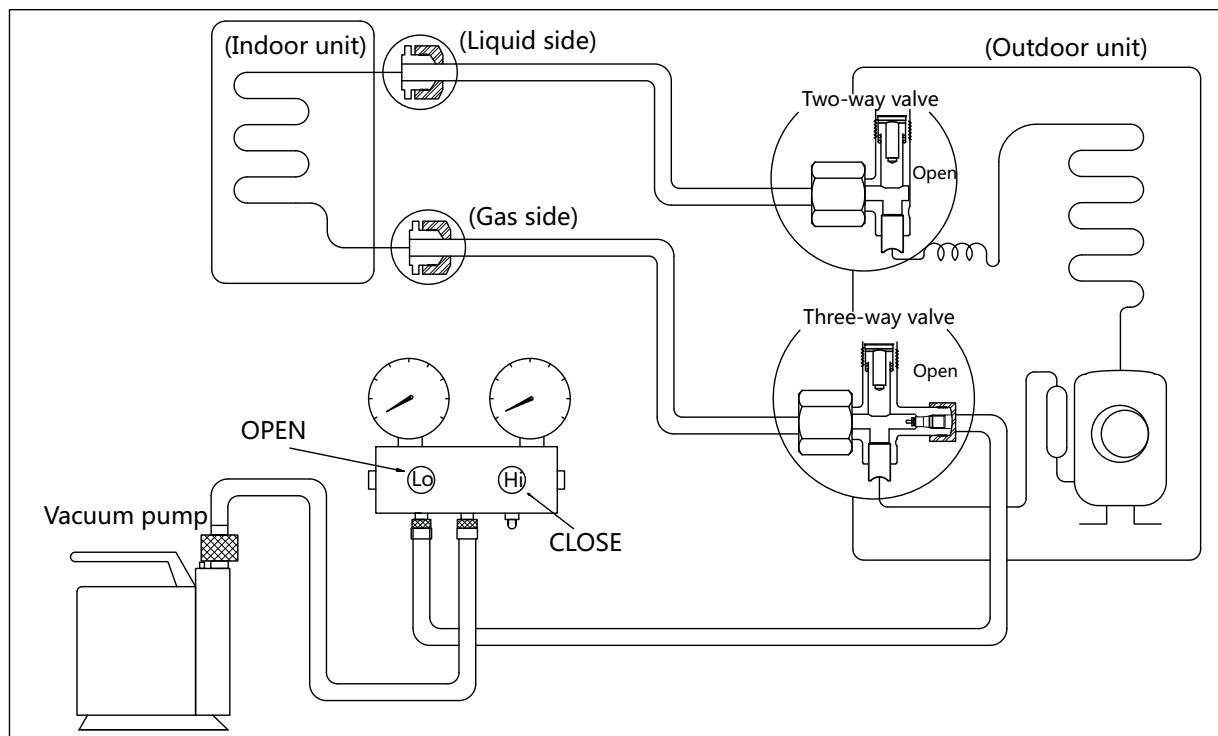 (Indoor unit)
(Liquid side)
(Outdoor unit)
Two-way valve
Open
(Gas side)
Three-way valve
Open
OPEN
Lo
Hi
Vacuum pump
CLOSE